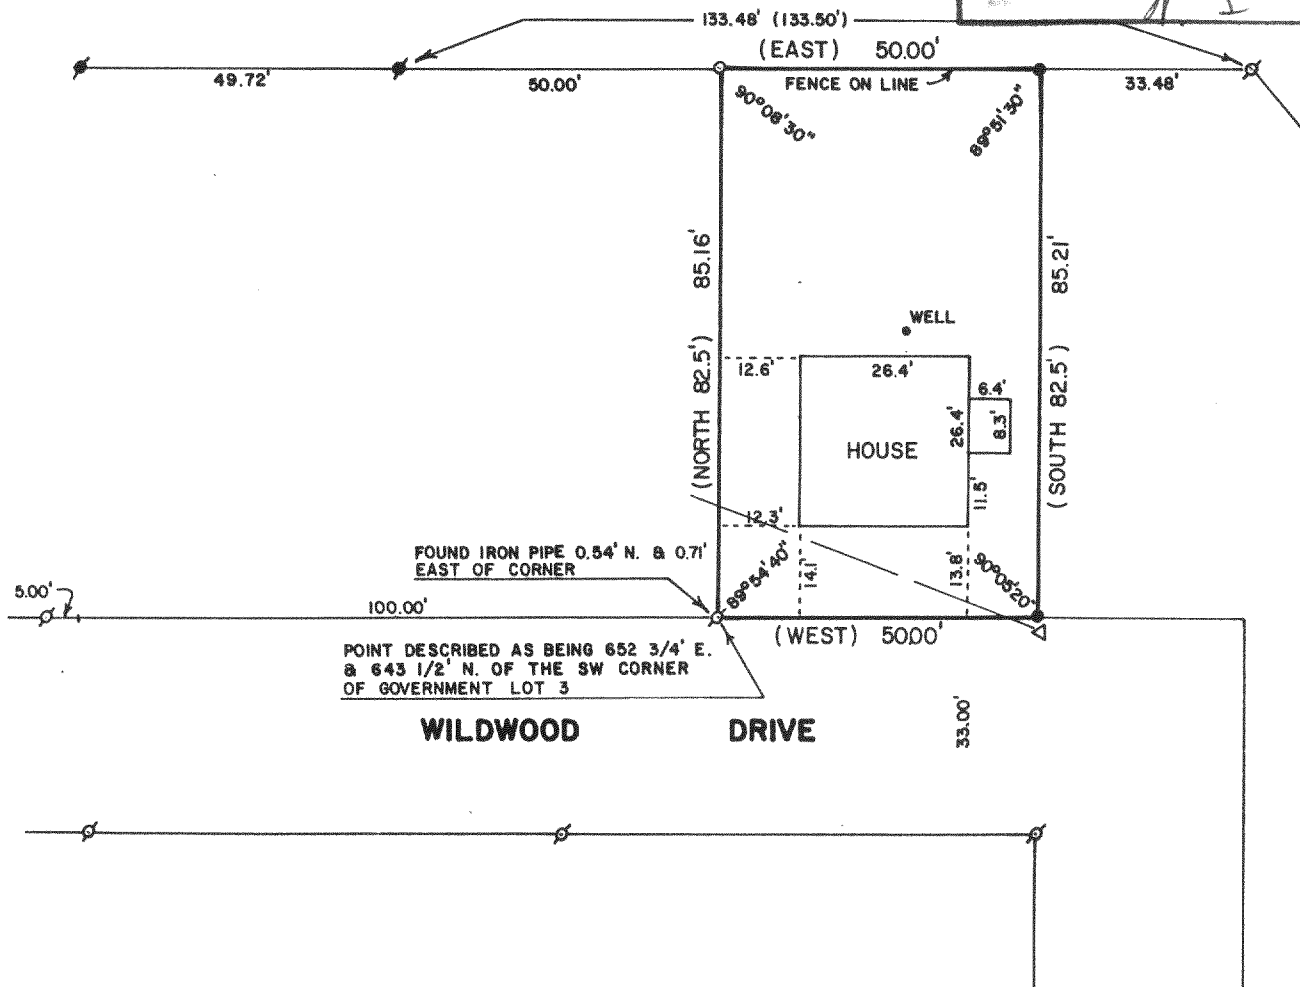 133.48' (133.50')
(EAST) 50.00'
49.72'
50.00'
FENCE ON LINE
33.48'
90°08'30"
89°51'30"
(NORTH 82.5') 85.16'
(SOUTH 82.5') 85.21'
WELL
12.6'
26.4'
6.4'
26.4'
8.3'
HOUSE
11.5'
12.3'
FOUND IRON PIPE 0.54' N. & 0.71'
EAST OF CORNER
89°54'40"
14.1'
13.8'
90°05'20"
5.00'
100.00'
(WEST) 50.00'
POINT DESCRIBED AS BEING 652 3/4' E.
& 643 1/2' N. OF THE SW CORNER
OF GOVERNMENT LOT 3
33.00'
WILDWOOD DRIVE